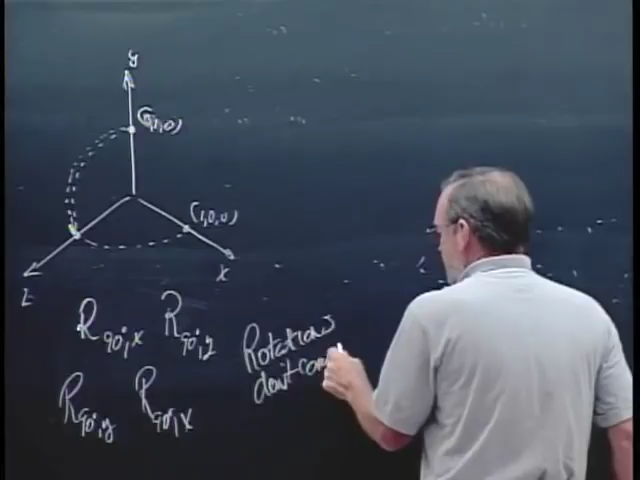 y
(0,1,0)
(1,0,0)
x
z
R90°,x R90°,y
Rotations
don't com
R90°,y R90°,x